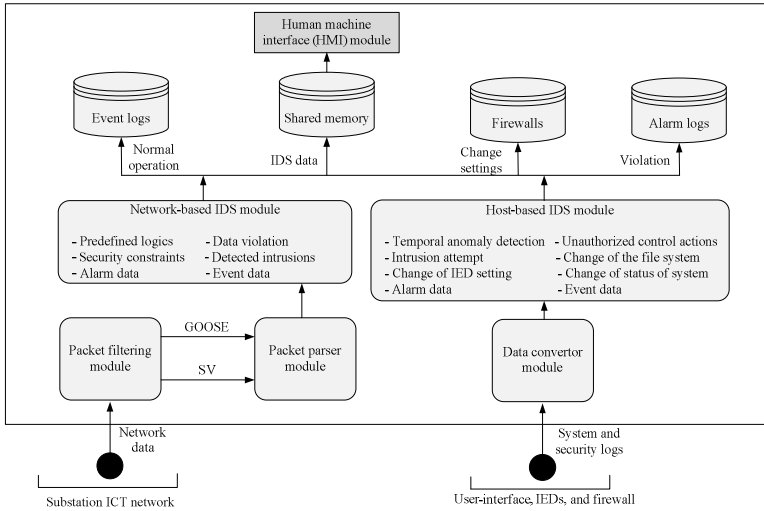 Human machine
interface (HMI) module
Event logs
Shared memory
Firewalls
Alarm logs
Normal
operation
IDS data
Change
settings
Violation
Network-based IDS module
- Predefined logics
- Security constraints
- Alarm data
- Data violation
- Detected intrusions
- Event data
Host-based IDS module
- Temporal anomaly detection
- Intrusion attempt
- Change of IED setting
- Alarm data
- Unauthorized control actions
- Change of the file system
- Change of status of system
- Event data
Packet filtering
module
GOOSE
SV
Packet parser
module
Data convertor
module
Network
data
System and
security logs
Substation ICT network
User-interface, IEDs, and firewall